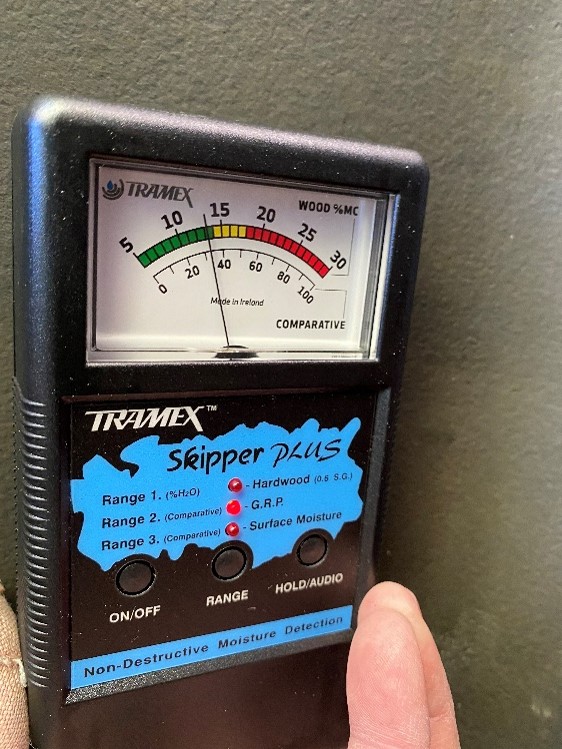 TRAMEX
WOOD %MC
5 10 15 20 25 30
0 20 40 60 80 100
Made in Ireland
COMPARATIVE
TRAMEX™
Skipper PLUS
Range 1. (%H₂O) - Hardwood (0.6 S.G.)
Range 2. (Comparative) - G.R.P.
Range 3. (Comparative) - Surface Moisture
ON/OFF RANGE HOLD/AUDIO
Non-Destructive Moisture Detection